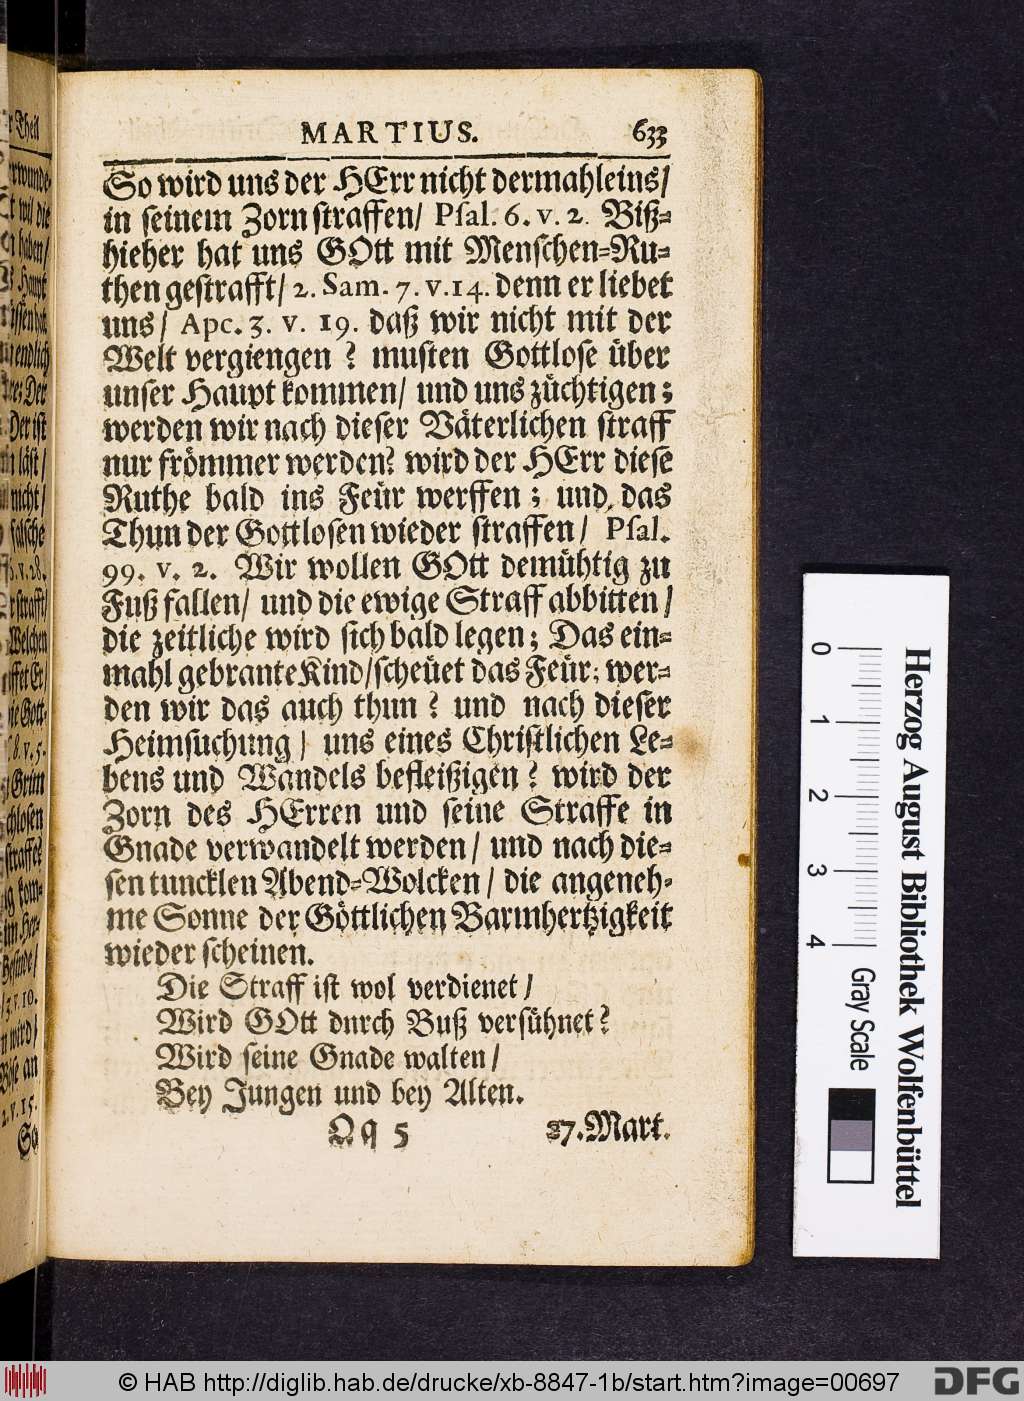 MARTIUS. 633
So wird uns der HErr nicht dermahleins/
in seinem Zorn straffen/ Psal. 6. v. 2. Biß=
hieher hat uns GOtt mit Menschen=Ru=
then gestrafft/ 2. Sam. 7. v. 14. denn er liebet
uns/ Apc. 3. v. 19. daß wir nicht mit der
Welt vergiengen? musten Gottlose über
unser Haupt kommen/ und uns züchtigen;
werden wir nach dieser Väterlichen straff
nur frömmer werden? wird der HErr diese
Ruthe bald ins Feür werffen; und das
Thun der Gottlosen wieder straffen/ Psal.
99. v. 2. Wir wollen GOtt demühtig zu
Fuß fallen/ und die ewige Straff abbitten/
die zeitliche wird sich bald legen; Das ein=
mahl gebrante Kind/ scheüet das Feür; wer=
den wir das auch thun? und nach dieser
Heimsuchung/ uns eines Christlichen Le=
bens und Wandels befleißigen? wird der
Zorn des HErren und seine Straffe in
Gnade verwandelt werden/ und nach die=
sen tuncklen Abend=Wolcken/ die angeneh=
me Sonne der Göttlichen Barmhertzigkeit
wieder scheinen.
Die Straff ist wol verdienet/
Wird GOtt durch Buß versühnet?
Wird seine Gnade walten/
Bey Jungen und bey Alten.
Qq 5 27. Mart.
0 1 2 3 4
Gray Scale
Herzog August Bibliothek Wolfenbüttel
© HAB http://diglib.hab.de/drucke/xb-8847-1b/start.htm?image=00697
DFG